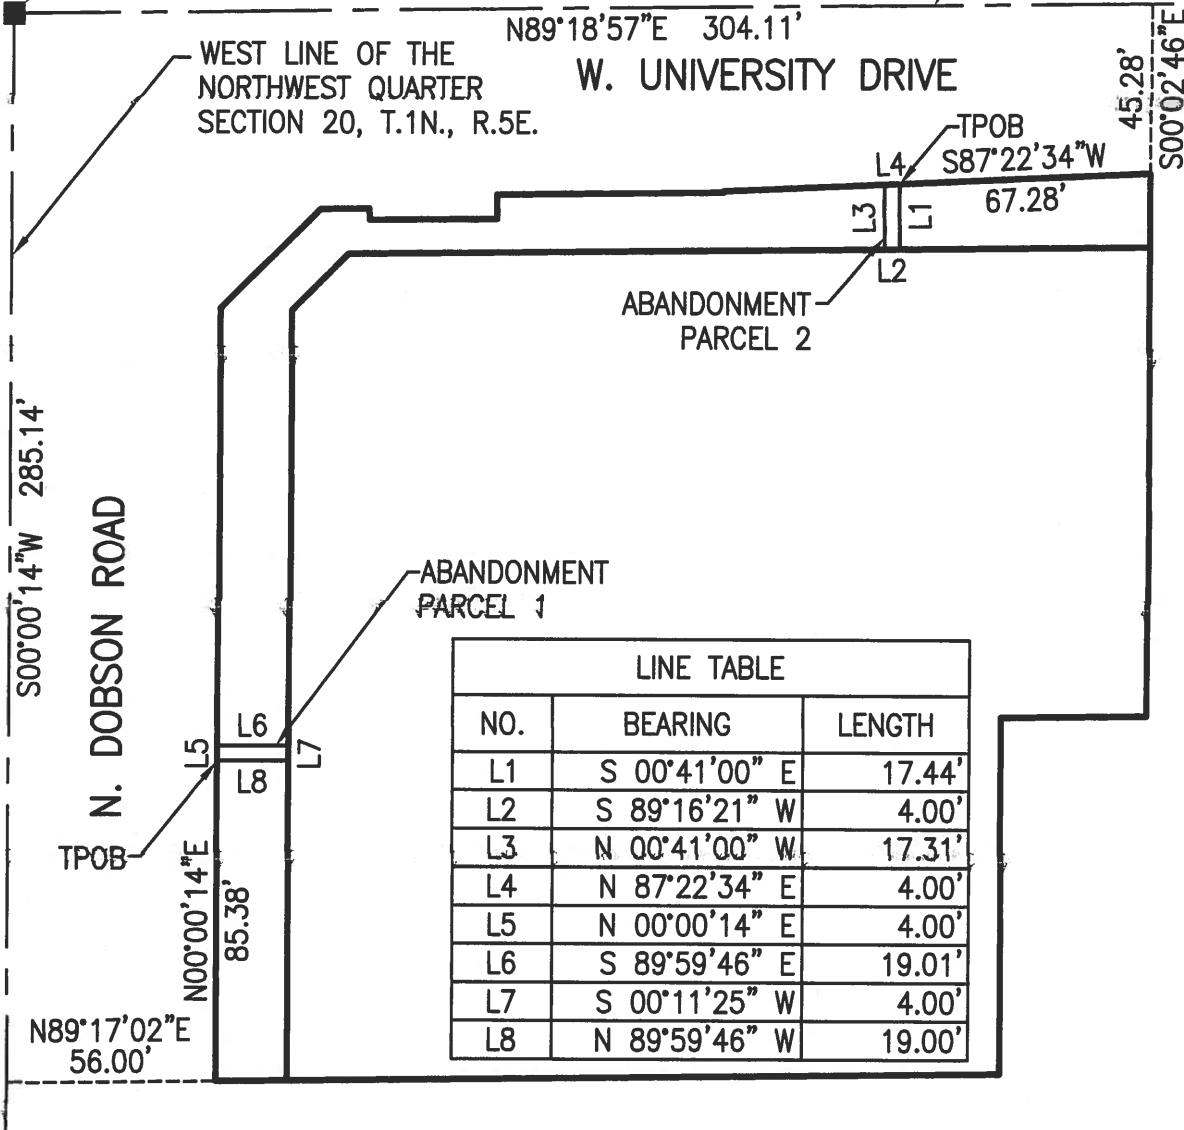 N89°18'57"E 304.11'
W. UNIVERSITY DRIVE
WEST LINE OF THE
NORTHWEST QUARTER
SECTION 20, T.1N., R.5E.
45.28'
S00°02'46"E
TPOB
S87°22'34"W
67.28'
L4
L3
L1
L2
ABANDONMENT
PARCEL 2
S00°00'14"W 285.14'
N. DOBSON ROAD
ABANDONMENT
PARCEL 1
L6
L5
L7
L8
TPOB
N00°00'14"E
85.38'
N89°17'02"E
56.00'
LINE TABLE
NO. BEARING LENGTH
L1 S 00°41'00" E 17.44'
L2 S 89°16'21" W 4.00'
L3 N 00°41'00" W 17.31'
L4 N 87°22'34" E 4.00'
L5 N 00°00'14" E 4.00'
L6 S 89°59'46" E 19.01'
L7 S 00°11'25" W 4.00'
L8 N 89°59'46" W 19.00'